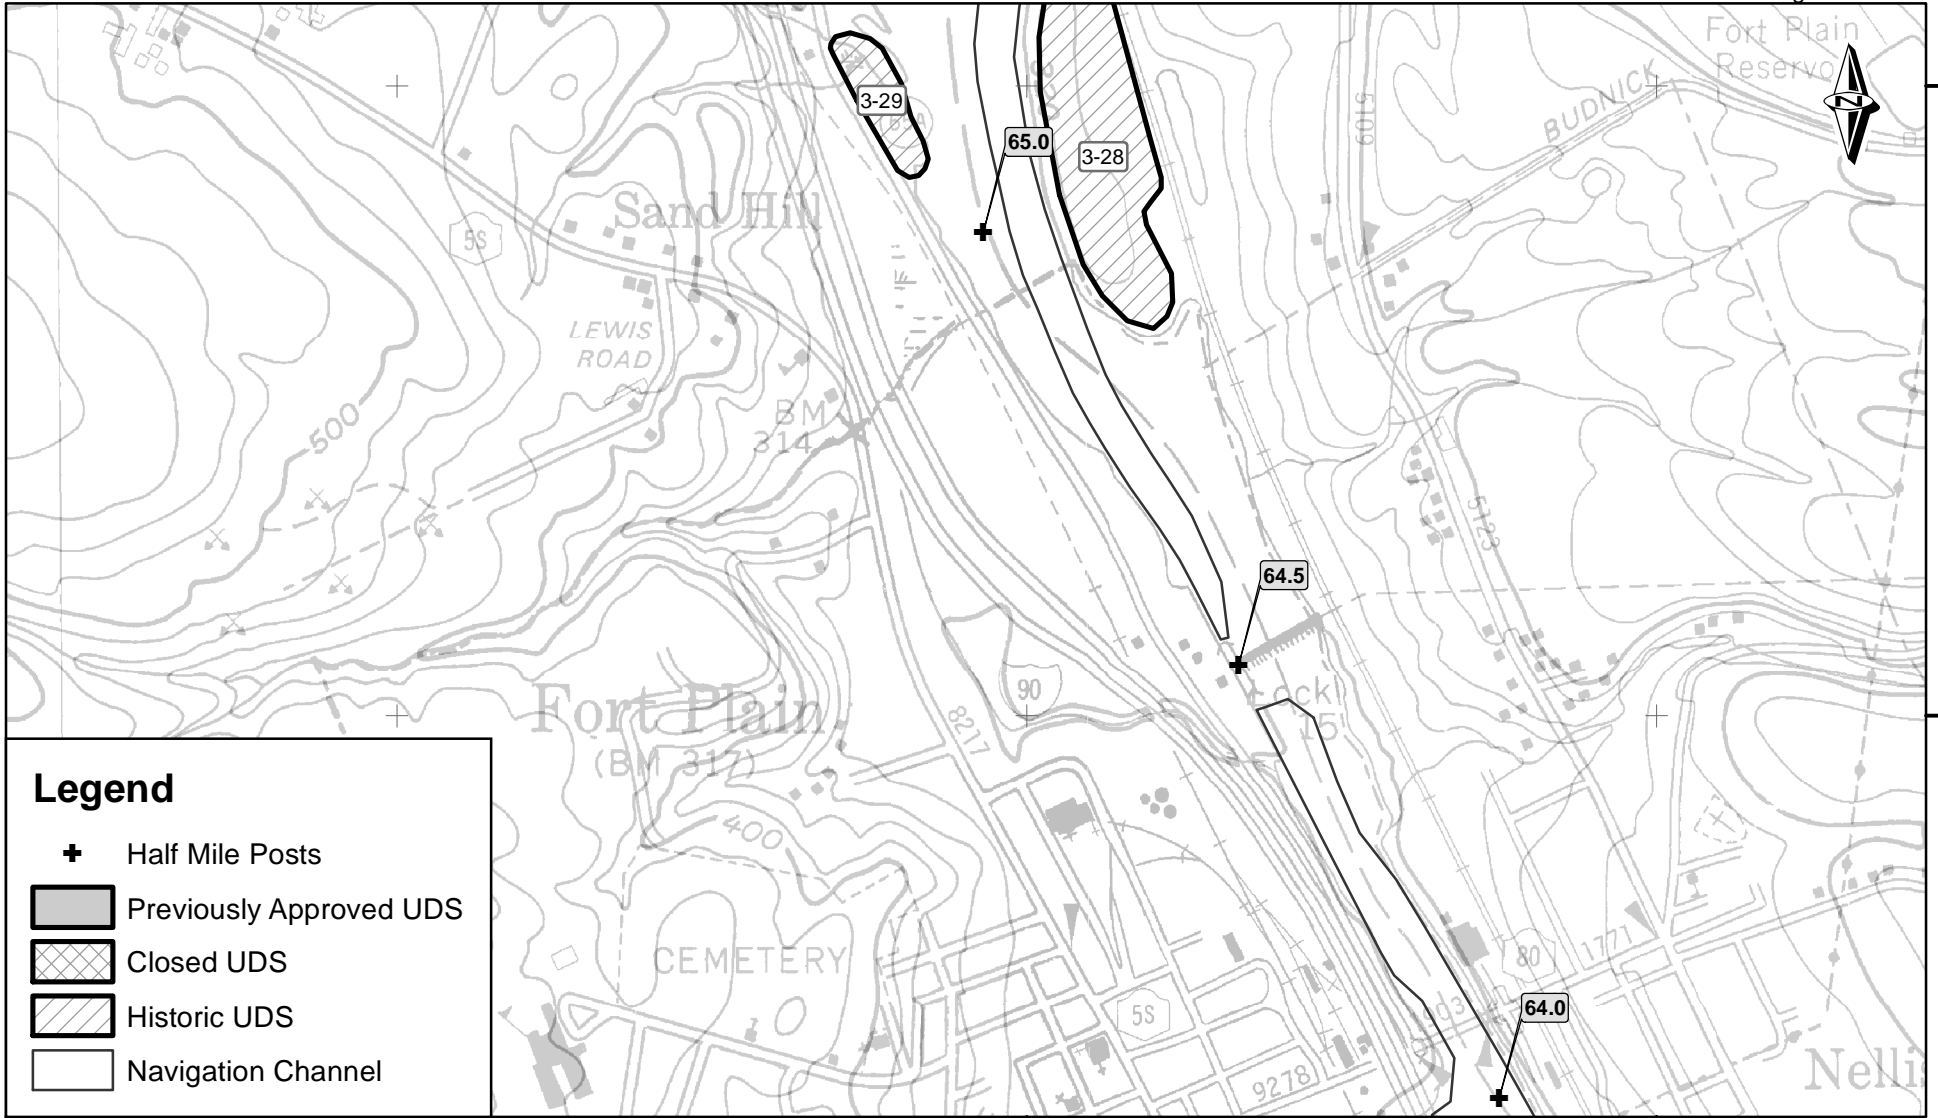 Fort Plain
Reservo
N
BUDNICK
5109
3-29
65.0
3-28
Sand Hill
5S
LEWIS
ROAD
500
BM
314
5123
64.5
90
Lock
15
Fort Plain
(BM 317)
8217
400
CEMETERY
5S
80
1771
64.0
9278
Nellis
Legend
Half Mile Posts
Previously Approved UDS
Closed UDS
Historic UDS
Navigation Channel